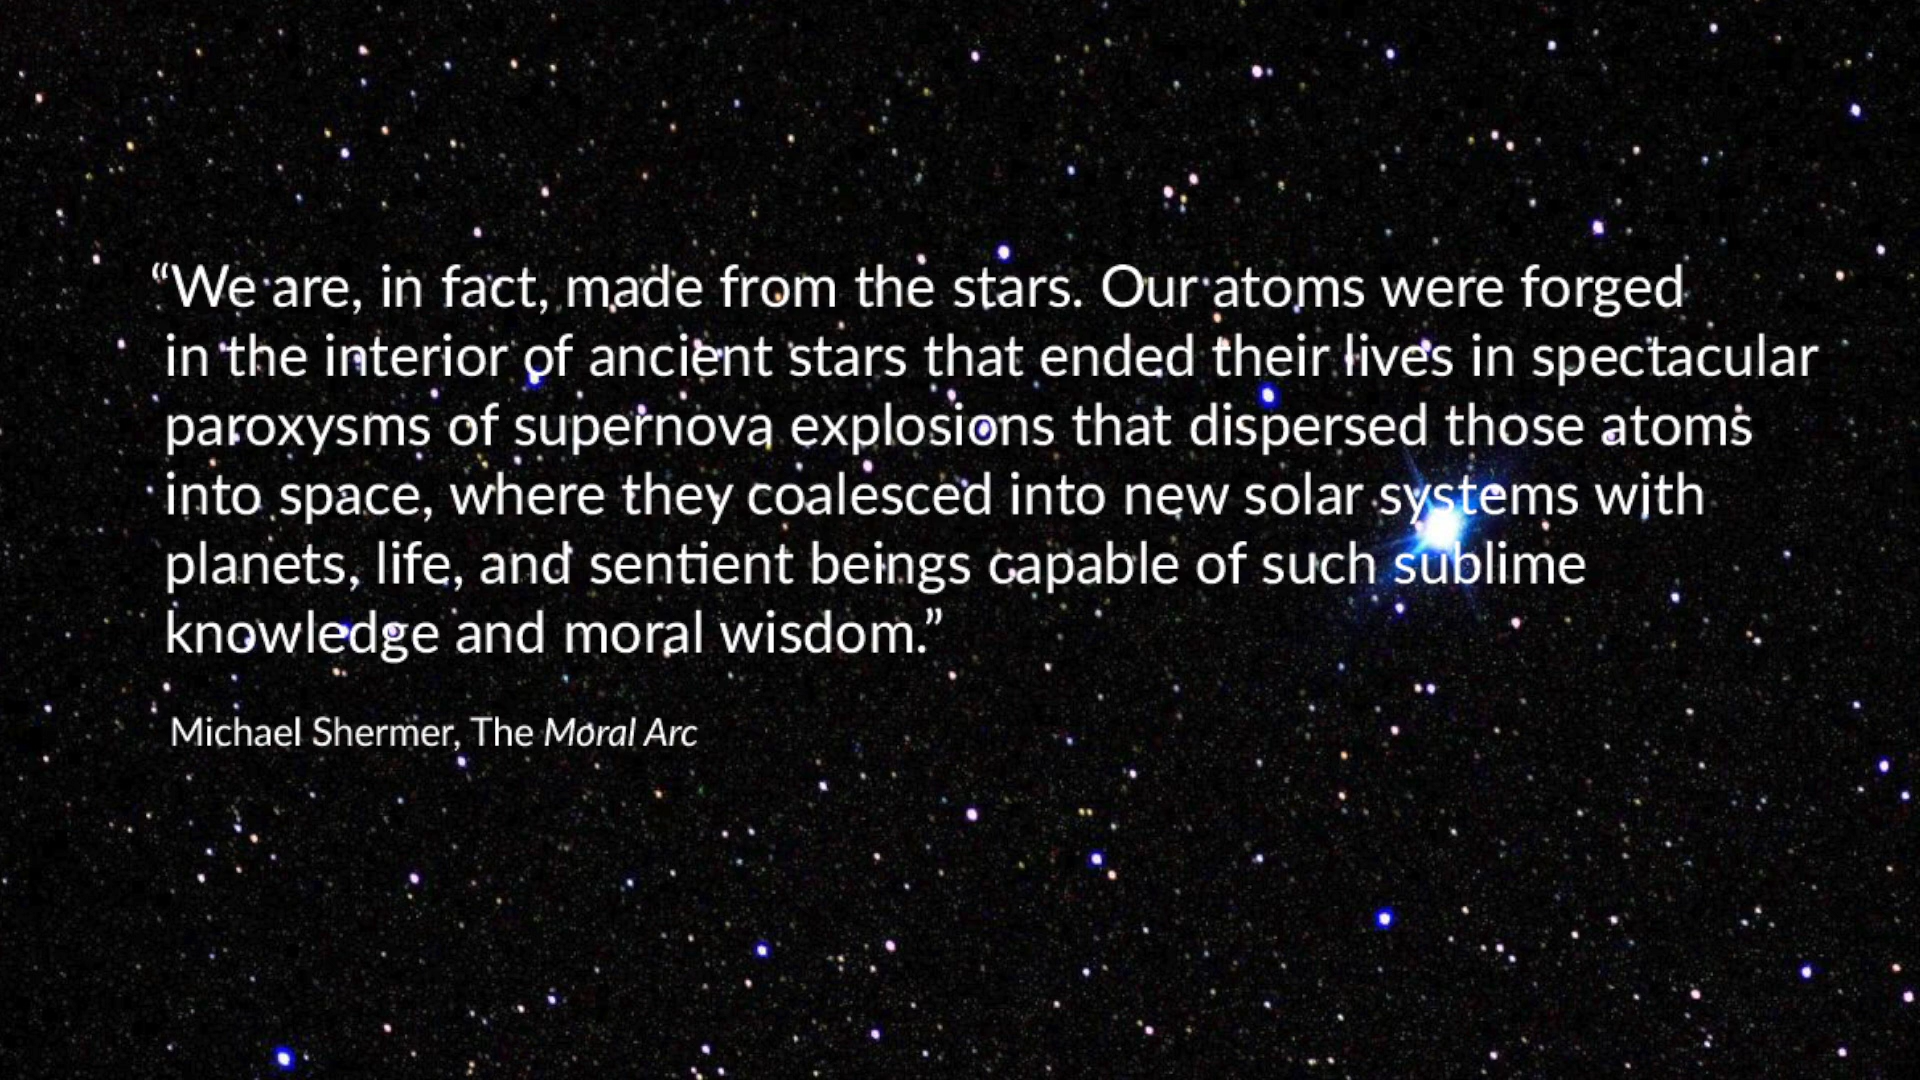 “We are, in fact, made from the stars. Our atoms were forged
in the interior of ancient stars that ended their lives in spectacular
paroxysms of supernova explosions that dispersed those atoms
into space, where they coalesced into new solar systems with
planets, life, and sentient beings capable of such sublime
knowledge and moral wisdom.”
Michael Shermer, The Moral Arc